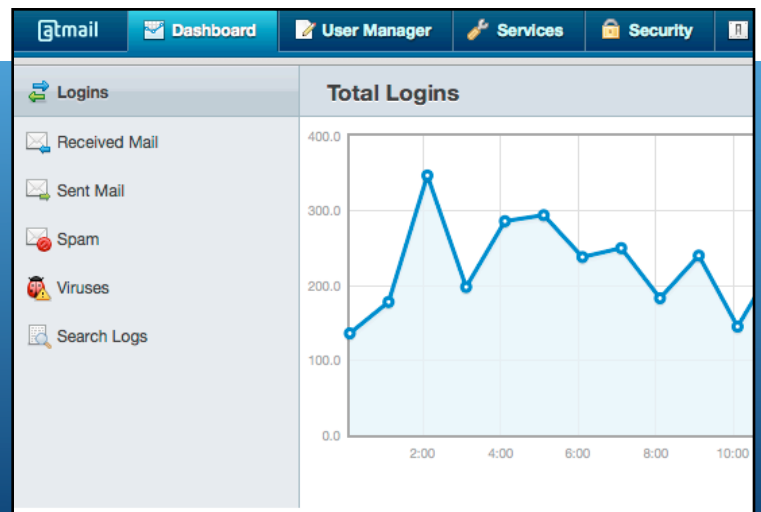 @tmail Dashboard User Manager Services Security
Logins
Total Logins
Received Mail
Sent Mail
Spam
Viruses
Search Logs
400.0
300.0
200.0
100.0
0.0
2:00 4:00 6:00 8:00 10:00